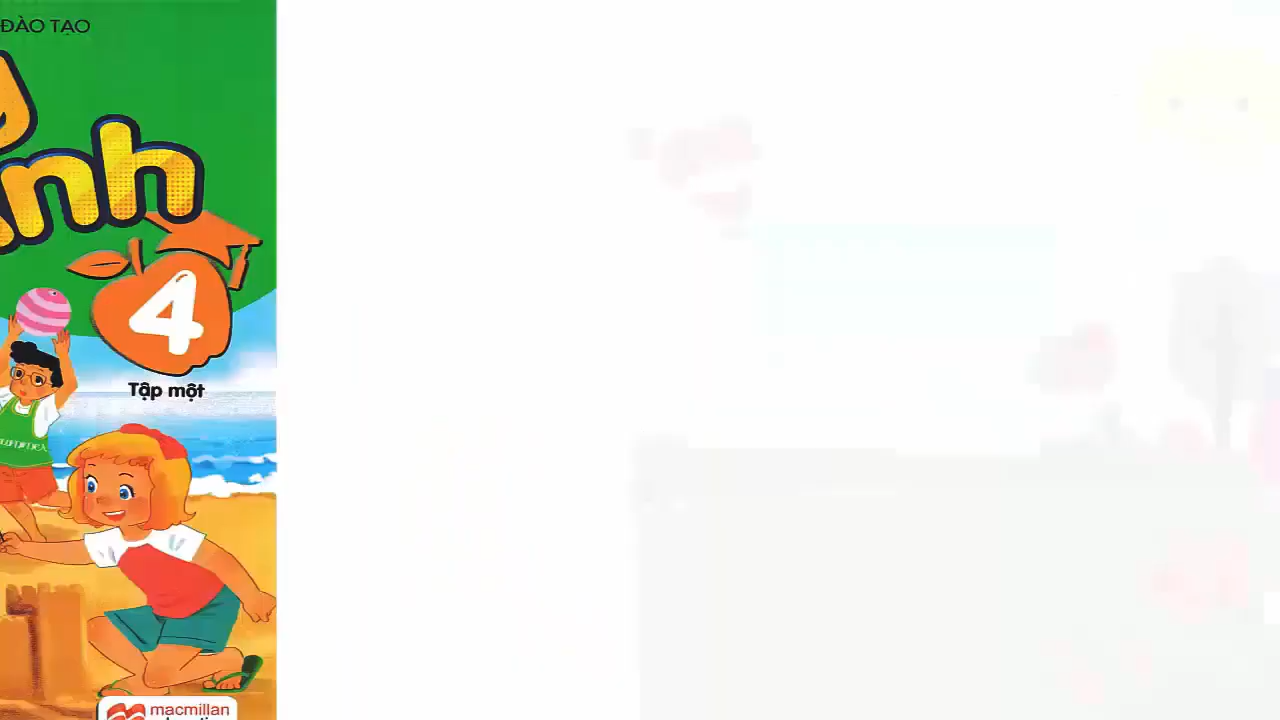 ĐÀO TẠO
nh
4
Tập một
macmillan